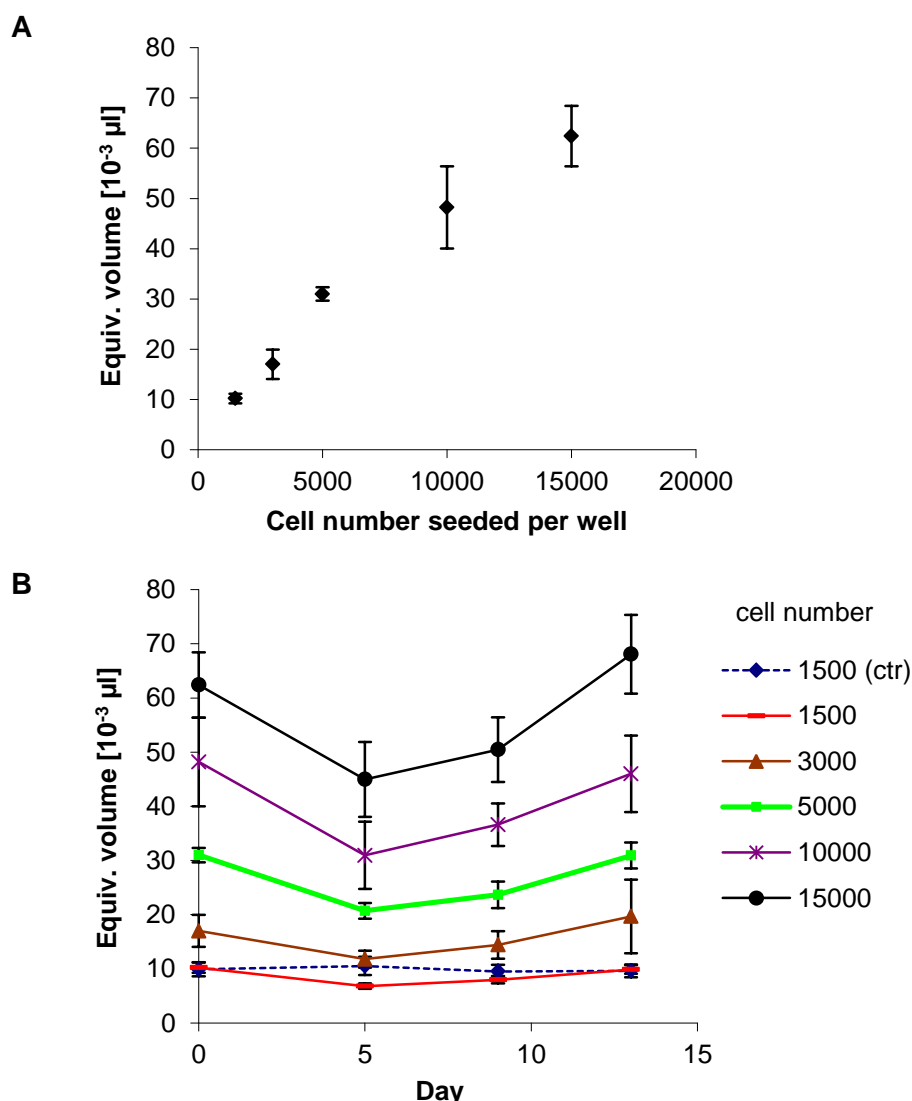 A
80
70
60
50
40
30
20
10
0
Equiv. volume [10⁻³ µl]
0 5000 10000 15000 20000
Cell number seeded per well
B
80
70
60
50
40
30
20
10
0
Equiv. volume [10⁻³ µl]
0 5 10 15
Day
cell number
1500 (ctr)
1500
3000
5000
10000
15000